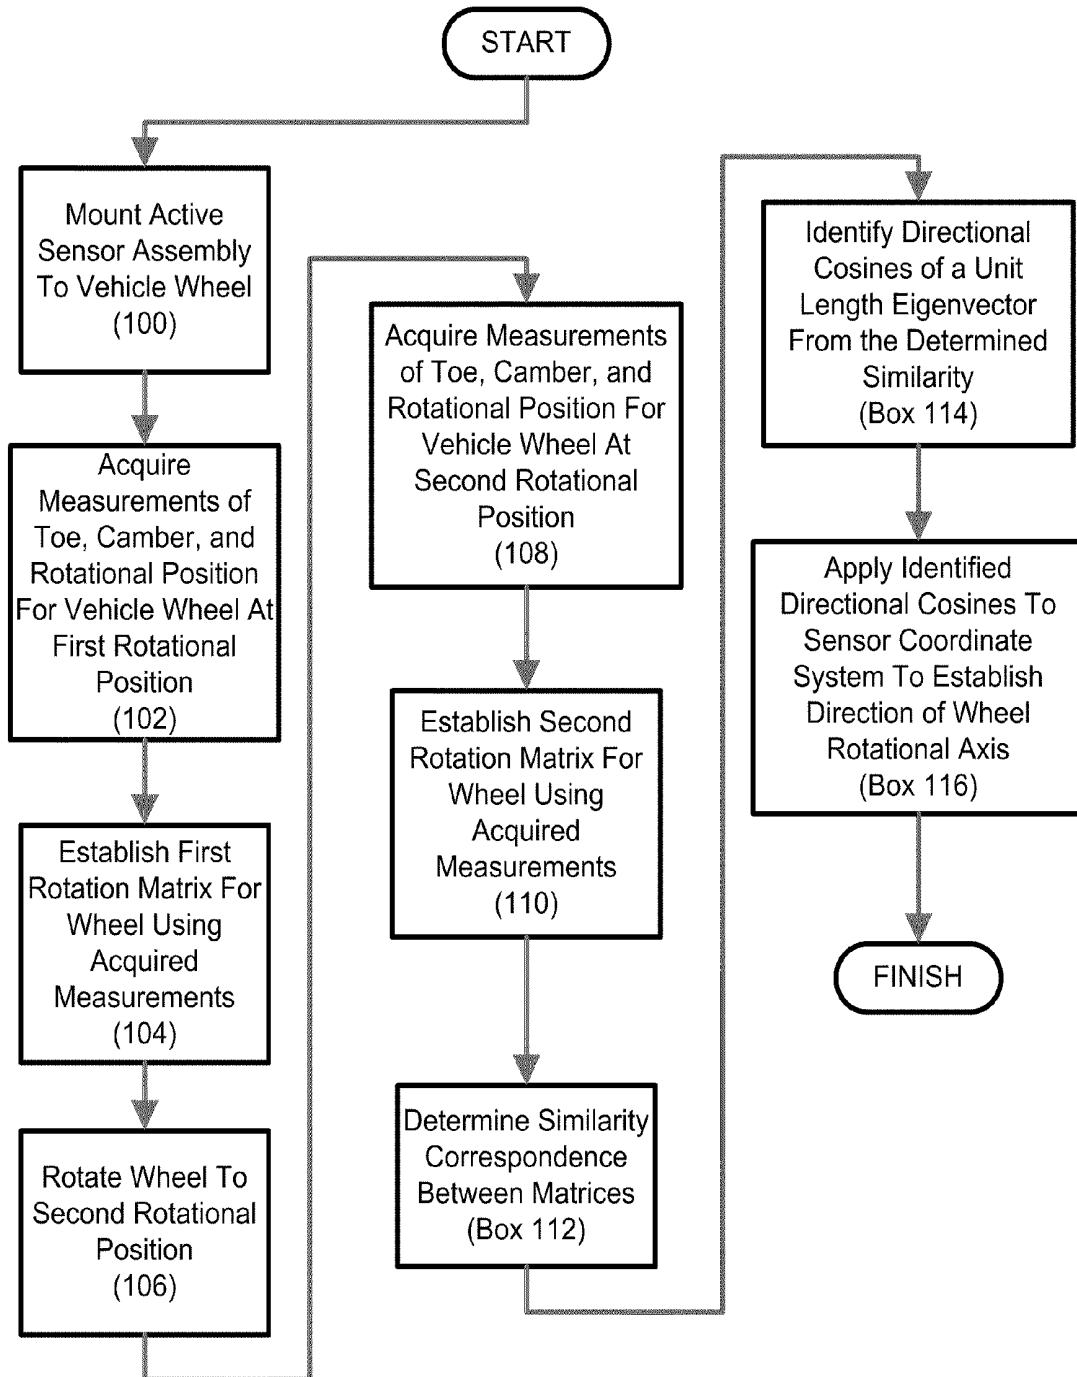 START
Mount Active
Sensor Assembly
To Vehicle Wheel
(100)
Acquire
Measurements of
Toe, Camber, and
Rotational Position
For Vehicle Wheel At
First Rotational
Position
(102)
Establish First
Rotation Matrix For
Wheel Using
Acquired
Measurements
(104)
Rotate Wheel To
Second Rotational
Position
(106)
Acquire Measurements
of Toe, Camber, and
Rotational Position For
Vehicle Wheel At
Second Rotational
Position
(108)
Establish Second
Rotation Matrix For
Wheel Using
Acquired
Measurements
(110)
Determine Similarity
Correspondence
Between Matrices
(Box 112)
Identify Directional
Cosines of a Unit
Length Eigenvector
From the Determined
Similarity
(Box 114)
Apply Identified
Directional Cosines To
Sensor Coordinate
System To Establish
Direction of Wheel
Rotational Axis
(Box 116)
FINISH